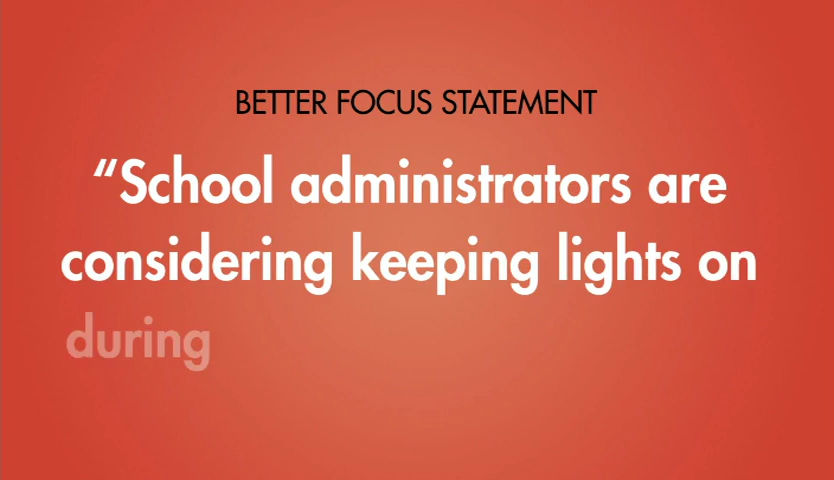 BETTER FOCUS STATEMENT
“School administrators are
considering keeping lights on
during